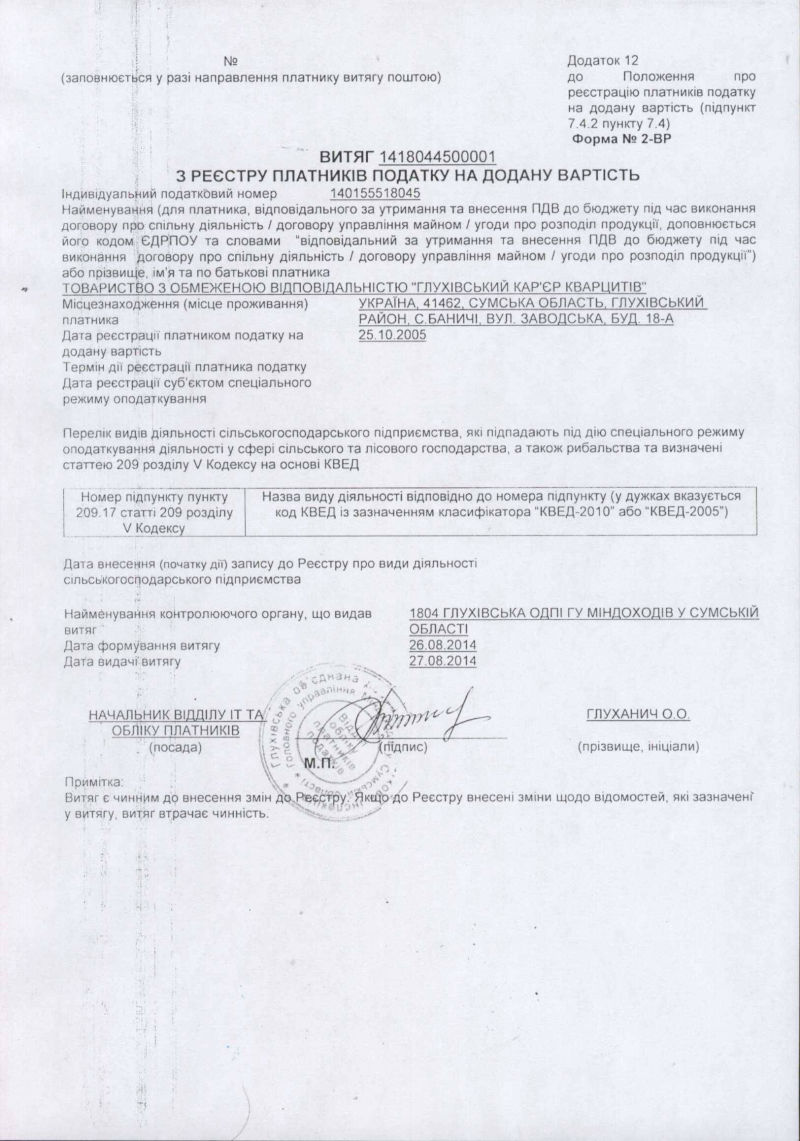 №
(заповнюється у разі направлення платнику витягу поштою)
Додаток 12
до Положення про
реєстрацію платників податку
на додану вартість (підпункт
7.4.2 пункту 7.4)
Форма № 2-ВР
ВИТЯГ 1418044500001
З РЕЄСТРУ ПЛАТНИКІВ ПОДАТКУ НА ДОДАНУ ВАРТІСТЬ
Індивідуальний податковий номер 140155518045
Найменування (для платника, відповідального за утримання та внесення ПДВ до бюджету під час виконання
договору про спільну діяльність / договору управління майном / угоди про розподіл продукції, доповнюється
його кодом ЄДРПОУ та словами "відповідальний за утримання та внесення ПДВ до бюджету під час
виконання договору про спільну діяльність / договору управління майном / угоди про розподіл продукції")
або прізвище, ім'я та по батькові платника
ТОВАРИСТВО З ОБМЕЖЕНОЮ ВІДПОВІДАЛЬНІСТЮ "ГЛУХІВСЬКИЙ КАР'ЄР КВАРЦИТІВ"
Місцезнаходження (місце проживання) УКРАЇНА, 41462, СУМСЬКА ОБЛАСТЬ, ГЛУХІВСЬКИЙ
платника РАЙОН, С.БАНИЧІ, ВУЛ. ЗАВОДСЬКА, БУД. 18-А
Дата реєстрації платником податку на 25.10.2005
додану вартість
Термін дії реєстрації платника податку
Дата реєстрації суб'єктом спеціального
режиму оподаткування
Перелік видів діяльності сільськогосподарського підприємства, які підпадають під дію спеціального режиму
оподаткування діяльності у сфері сільського та лісового господарства, а також рибальства та визначені
статтею 209 розділу V Кодексу на основі КВЕД
Номер підпункту пункту
209.17 статті 209 розділу
V Кодексу
Назва виду діяльності відповідно до номера підпункту (у дужках вказується
код КВЕД із зазначенням класифікатора "КВЕД-2010" або "КВЕД-2005")
Дата внесення (початку дії) запису до Реєстру про види діяльності
сільськогосподарського підприємства
Найменування контролюючого органу, що видав 1804 ГЛУХІВСЬКА ОДПІ ГУ МІНДОХОДІВ У СУМСЬКІЙ
витяг ОБЛАСТІ
Дата формування витягу 26.08.2014
Дата видачі витягу 27.08.2014
НАЧАЛЬНИК ВІДДІЛУ ІТ ТА ГЛУХАНИЧ О.О.
ОБЛІКУ ПЛАТНИКІВ
(посада) (підпис) (прізвище, ініціали)
М.П.
Відділ
обліку
платників
податків
Примітка:
Витяг є чинним до внесення змін до Реєстру. Якщо до Реєстру внесені зміни щодо відомостей, які зазначені
у витягу, витяг втрачає чинність.